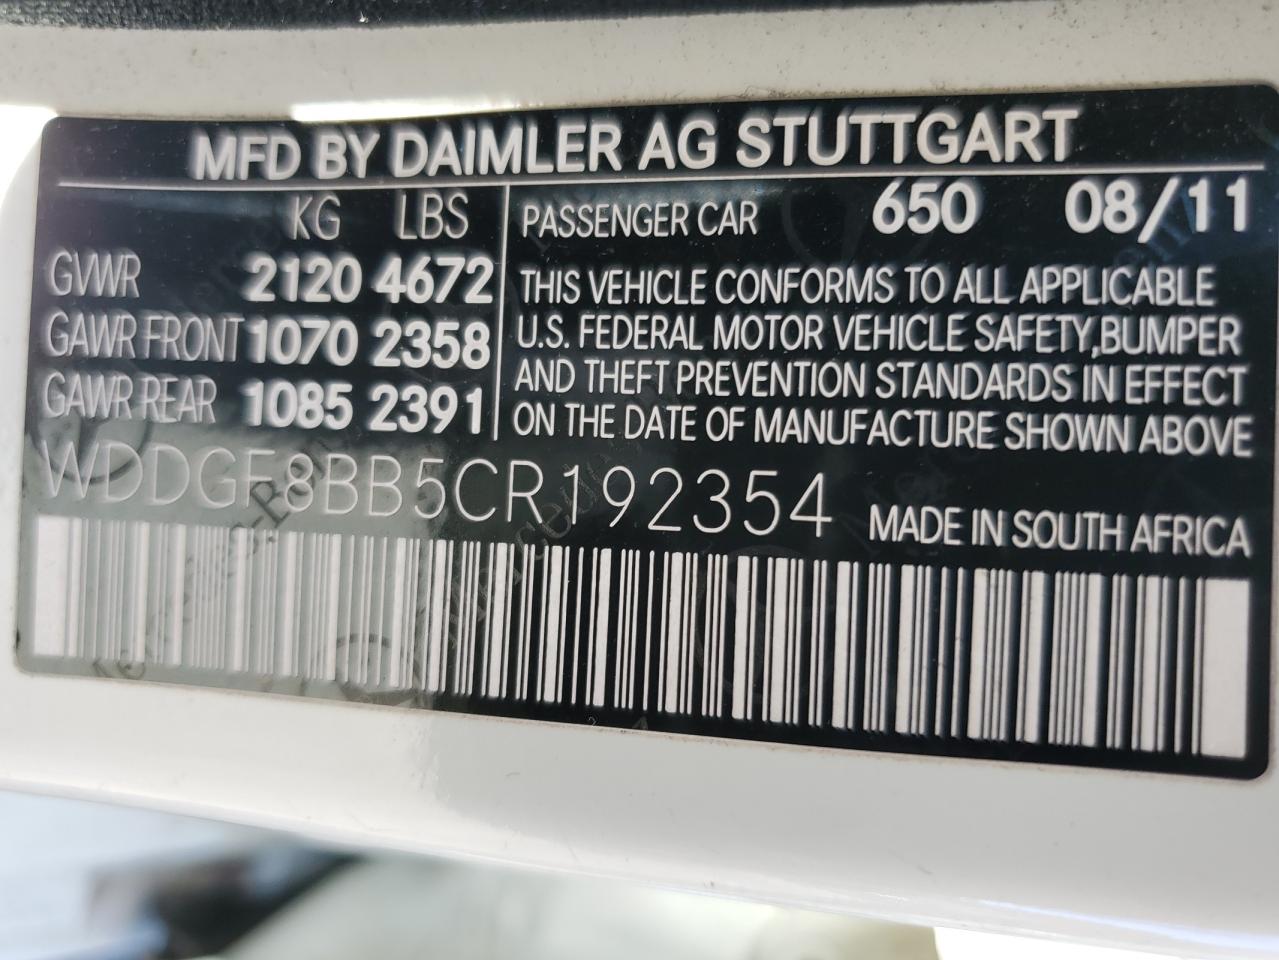 MFD BY DAIMLER AG STUTTGART
KG LBS
GVWR 2120 4672
GAWR FRONT 1070 2358
GAWR REAR 1085 2391
PASSENGER CAR 650 08/11
THIS VEHICLE CONFORMS TO ALL APPLICABLE
U.S. FEDERAL MOTOR VEHICLE SAFETY,BUMPER
AND THEFT PREVENTION STANDARDS IN EFFECT
ON THE DATE OF MANUFACTURE SHOWN ABOVE
WDDGF8BB5CR192354
MADE IN SOUTH AFRICA